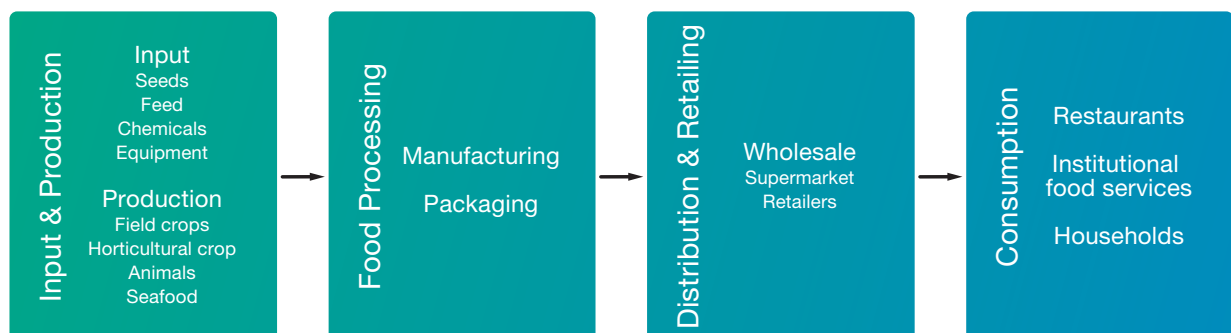 Input & Production
Input
Seeds
Feed
Chemicals
Equipment
Production
Field crops
Horticultural crop
Animals
Seafood
Food Processing
Manufacturing
Packaging
Distribution & Retailing
Wholesale
Supermarket
Retailers
Consumption
Restaurants
Institutional
food services
Households